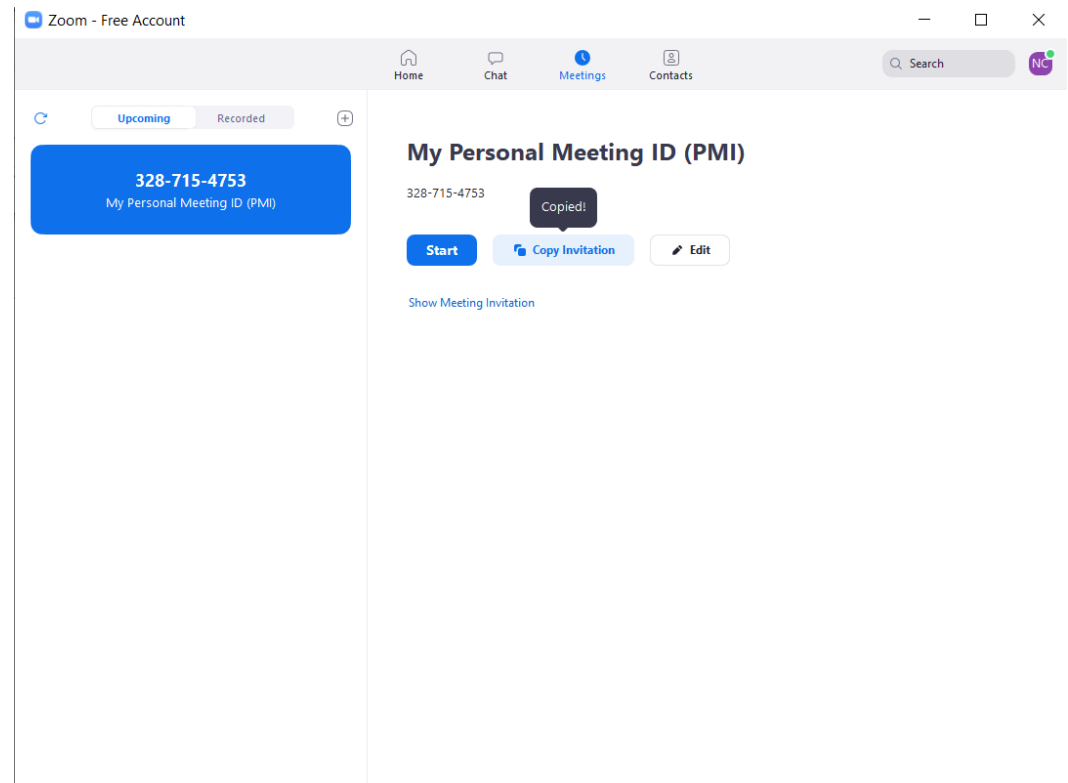 Zoom - Free Account
Home Chat Meetings Contacts
Search
NC
Upcoming Recorded
328-715-4753
My Personal Meeting ID (PMI)
My Personal Meeting ID (PMI)
328-715-4753
Copied!
Start Copy Invitation Edit
Show Meeting Invitation